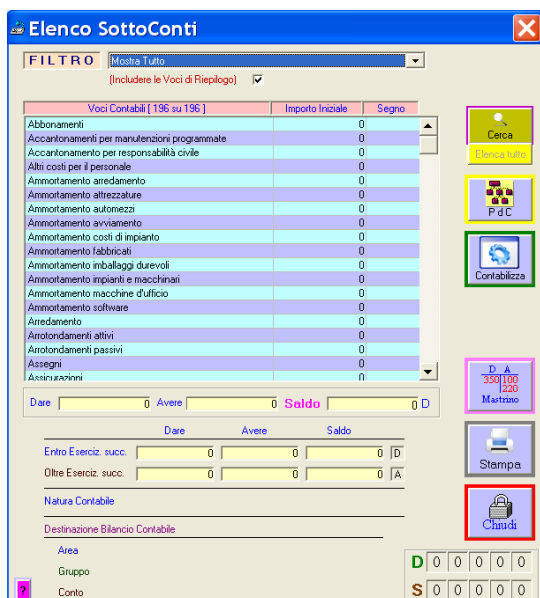 Elenco SottoConti
FILTRO Mostra Tutto
(Includere le Voci di Riepilogo)
Voci Contabili [ 196 su 196 ] Importo Iniziale Segno
Abbonamenti 0
Accantonamenti per manutenzioni programmate 0
Accantonamento per responsabilità civile 0
Altri costi per il personale 0
Ammortamento arredamento 0
Ammortamento attrezzature 0
Ammortamento automezzi 0
Ammortamento avviamento 0
Ammortamento costi di impianto 0
Ammortamento fabbricati 0
Ammortamento imballaggi durevoli 0
Ammortamento impianti e macchinari 0
Ammortamento macchine d'ufficio 0
Ammortamento software 0
Arredamento 0
Arrotondamenti attivi 0
Arrotondamenti passivi 0
Assegni 0
Assicurazioni 0
Cerca
Elenca tutto
P d C
Contabilizza
D A
350 100
220
Mastrino
Stampa
Chiudi
Dare 0 Avere 0 Saldo 0 D
Dare Avere Saldo
Entro Eserciz. succ. 0 0 0 D
Oltre Eserciz. succ. 0 0 0 A
Natura Contabile
Destinazione Bilancio Contabile
Area
Gruppo
Conto
D 0 0 0 0 0
S 0 0 0 0 0
?